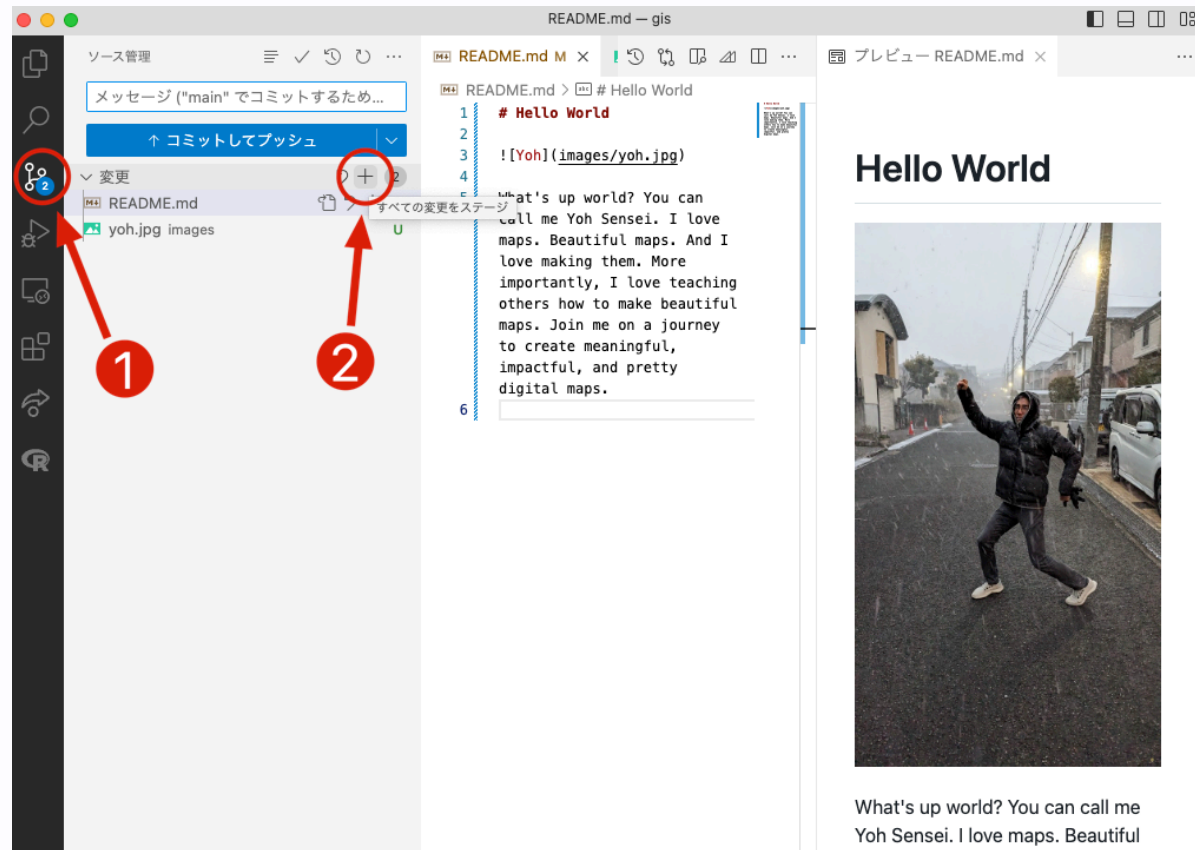 README.md — gis
ソース管理
README.md M
プレビュー README.md
メッセージ ("main" でコミットするため...
README.md > # Hello World
コミットしてプッシュ
変更 2
README.md
すべての変更をステージ
yoh.jpg images U
2
1
2
1 # Hello World
2
3 ![Yoh](images/yoh.jpg)
4
5 What's up world? You can
call me Yoh Sensei. I love
maps. Beautiful maps. And I
love making them. More
importantly, I love teaching
others how to make beautiful
maps. Join me on a journey
to create meaningful,
impactful, and pretty
digital maps.
6
Hello World
What's up world? You can call me
Yoh Sensei. I love maps. Beautiful